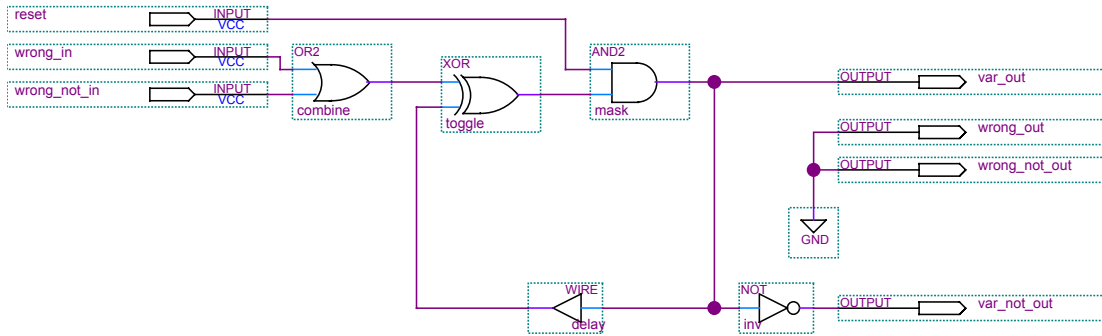 reset
INPUT
VCC
wrong_in
INPUT
VCC
wrong_not_in
INPUT
VCC
OR2
combine
XOR
toggle
AND2
mask
OUTPUT
var_out
OUTPUT
wrong_out
OUTPUT
wrong_not_out
GND
WIRE
delay
NOT
inv
OUTPUT
var_not_out